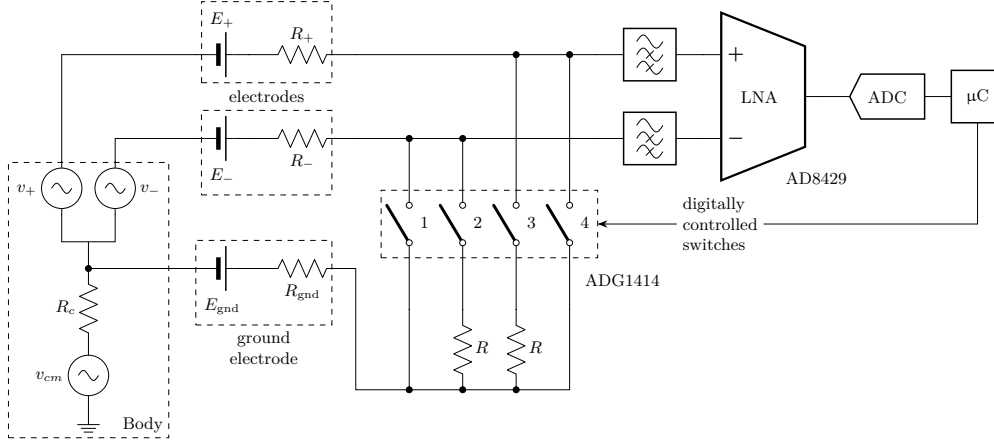 E+
R+
electrodes
E−
R−
v+
v−
LNA
+
−
ADC
μC
AD8429
digitally
controlled
switches
1
2
3
4
ADG1414
Egnd
Rgnd
ground
electrode
Rc
vcm
R
R
Body